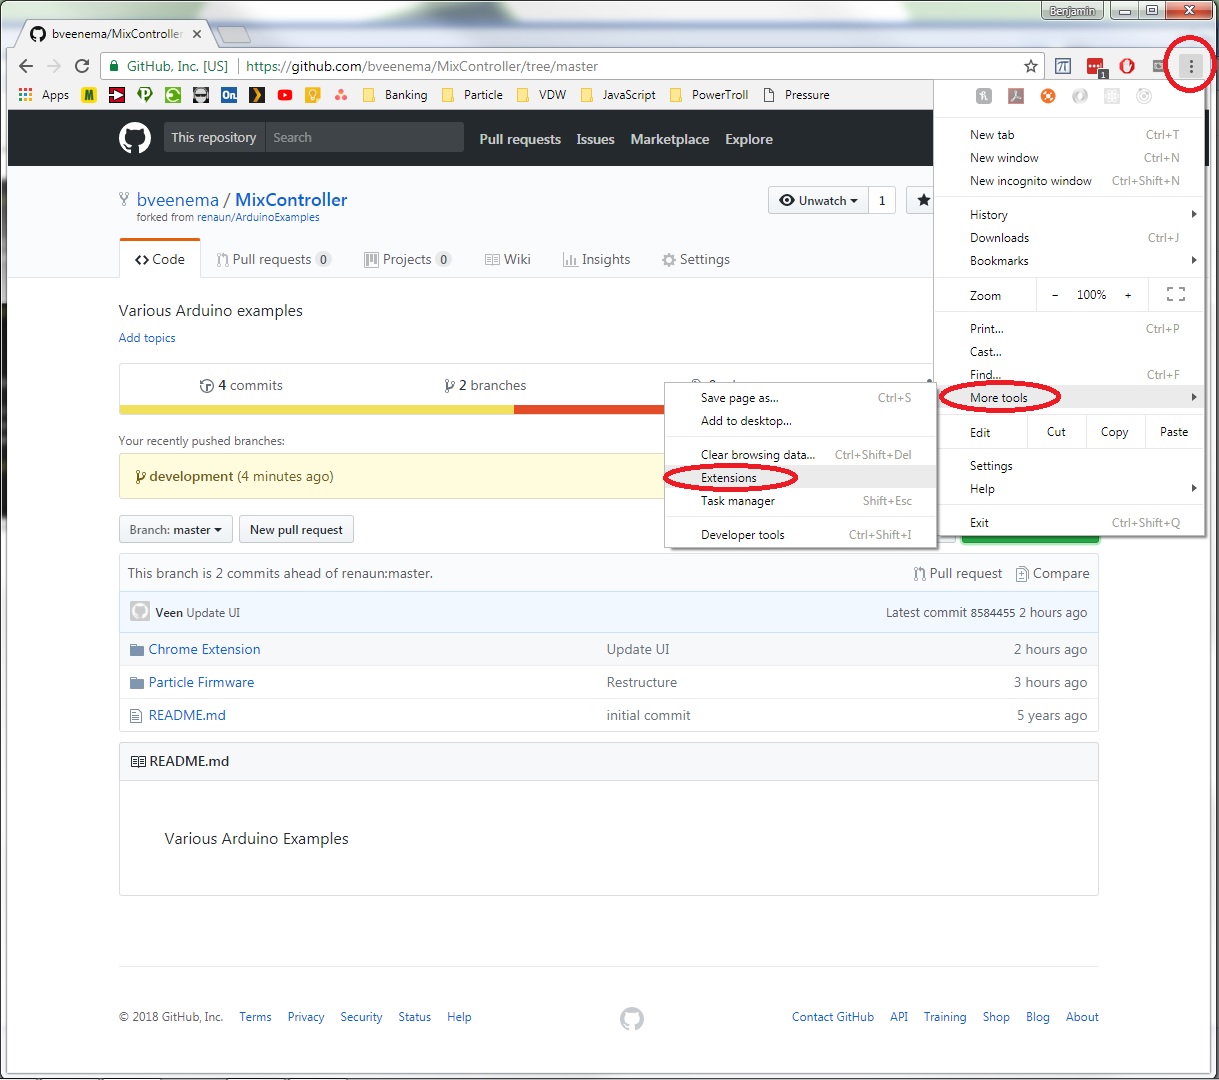 Benjamin
bveenema/MixController
GitHub, Inc. [US] https://github.com/bveenema/MixController/tree/master
1
Apps M On Banking Particle VDW JavaScript PowerTroll Pressure
This repository Search Pull requests Issues Marketplace Explore
bveenema / MixController
forked from renaun/ArduinoExamples
Unwatch 1
Code Pull requests 0 Projects 0 Wiki Insights Settings
Various Arduino examples
Add topics
4 commits 2 branches
Your recently pushed branches:
development (4 minutes ago)
Branch: master New pull request
This branch is 2 commits ahead of renaun:master. Pull request Compare
Veen Update UI Latest commit 8584455 2 hours ago
Chrome Extension Update UI 2 hours ago
Particle Firmware Restructure 3 hours ago
README.md initial commit 5 years ago
README.md
Various Arduino Examples
© 2018 GitHub, Inc. Terms Privacy Security Status Help Contact GitHub API Training Shop Blog About
New tab Ctrl+T
New window Ctrl+N
New incognito window Ctrl+Shift+N
History
Downloads Ctrl+J
Bookmarks
Zoom - 100% +
Print... Ctrl+P
Cast...
Find... Ctrl+F
More tools
Edit Cut Copy Paste
Settings
Help
Exit Ctrl+Shift+Q
Save page as... Ctrl+S
Add to desktop...
Clear browsing data... Ctrl+Shift+Del
Extensions
Task manager Shift+Esc
Developer tools Ctrl+Shift+I